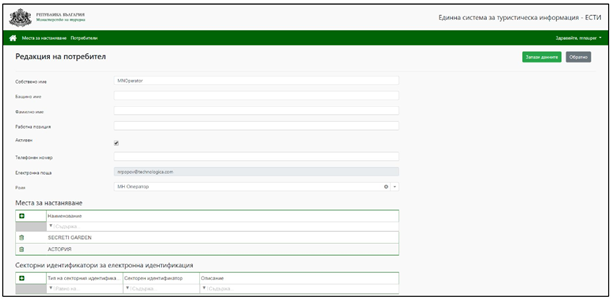 РЕПУБЛИКА БЪЛГАРИЯ
Министерство на туризма
Единна система за туристическа информация - ЕСТИ
Места за настаняване Потребители
Здравейте, mnuzper
Редакция на потребител
Запази данните Обратно
Собствено име MNOperator
Бащино име
Фамилно име
Работна позиция
Активен
Телефонен номер
Електронна поща mpopov@technologica.com
Роли МН Оператор
Места за настаняване
Наименование
Съдържа...
SECRETI GARDEN
АСТОРИЯ
Секторни идентификатори за електронна идентификация
Тип на секторния идентифика... Секторен идентификатор Описание
Равно на... Съдържа... Съдържа...